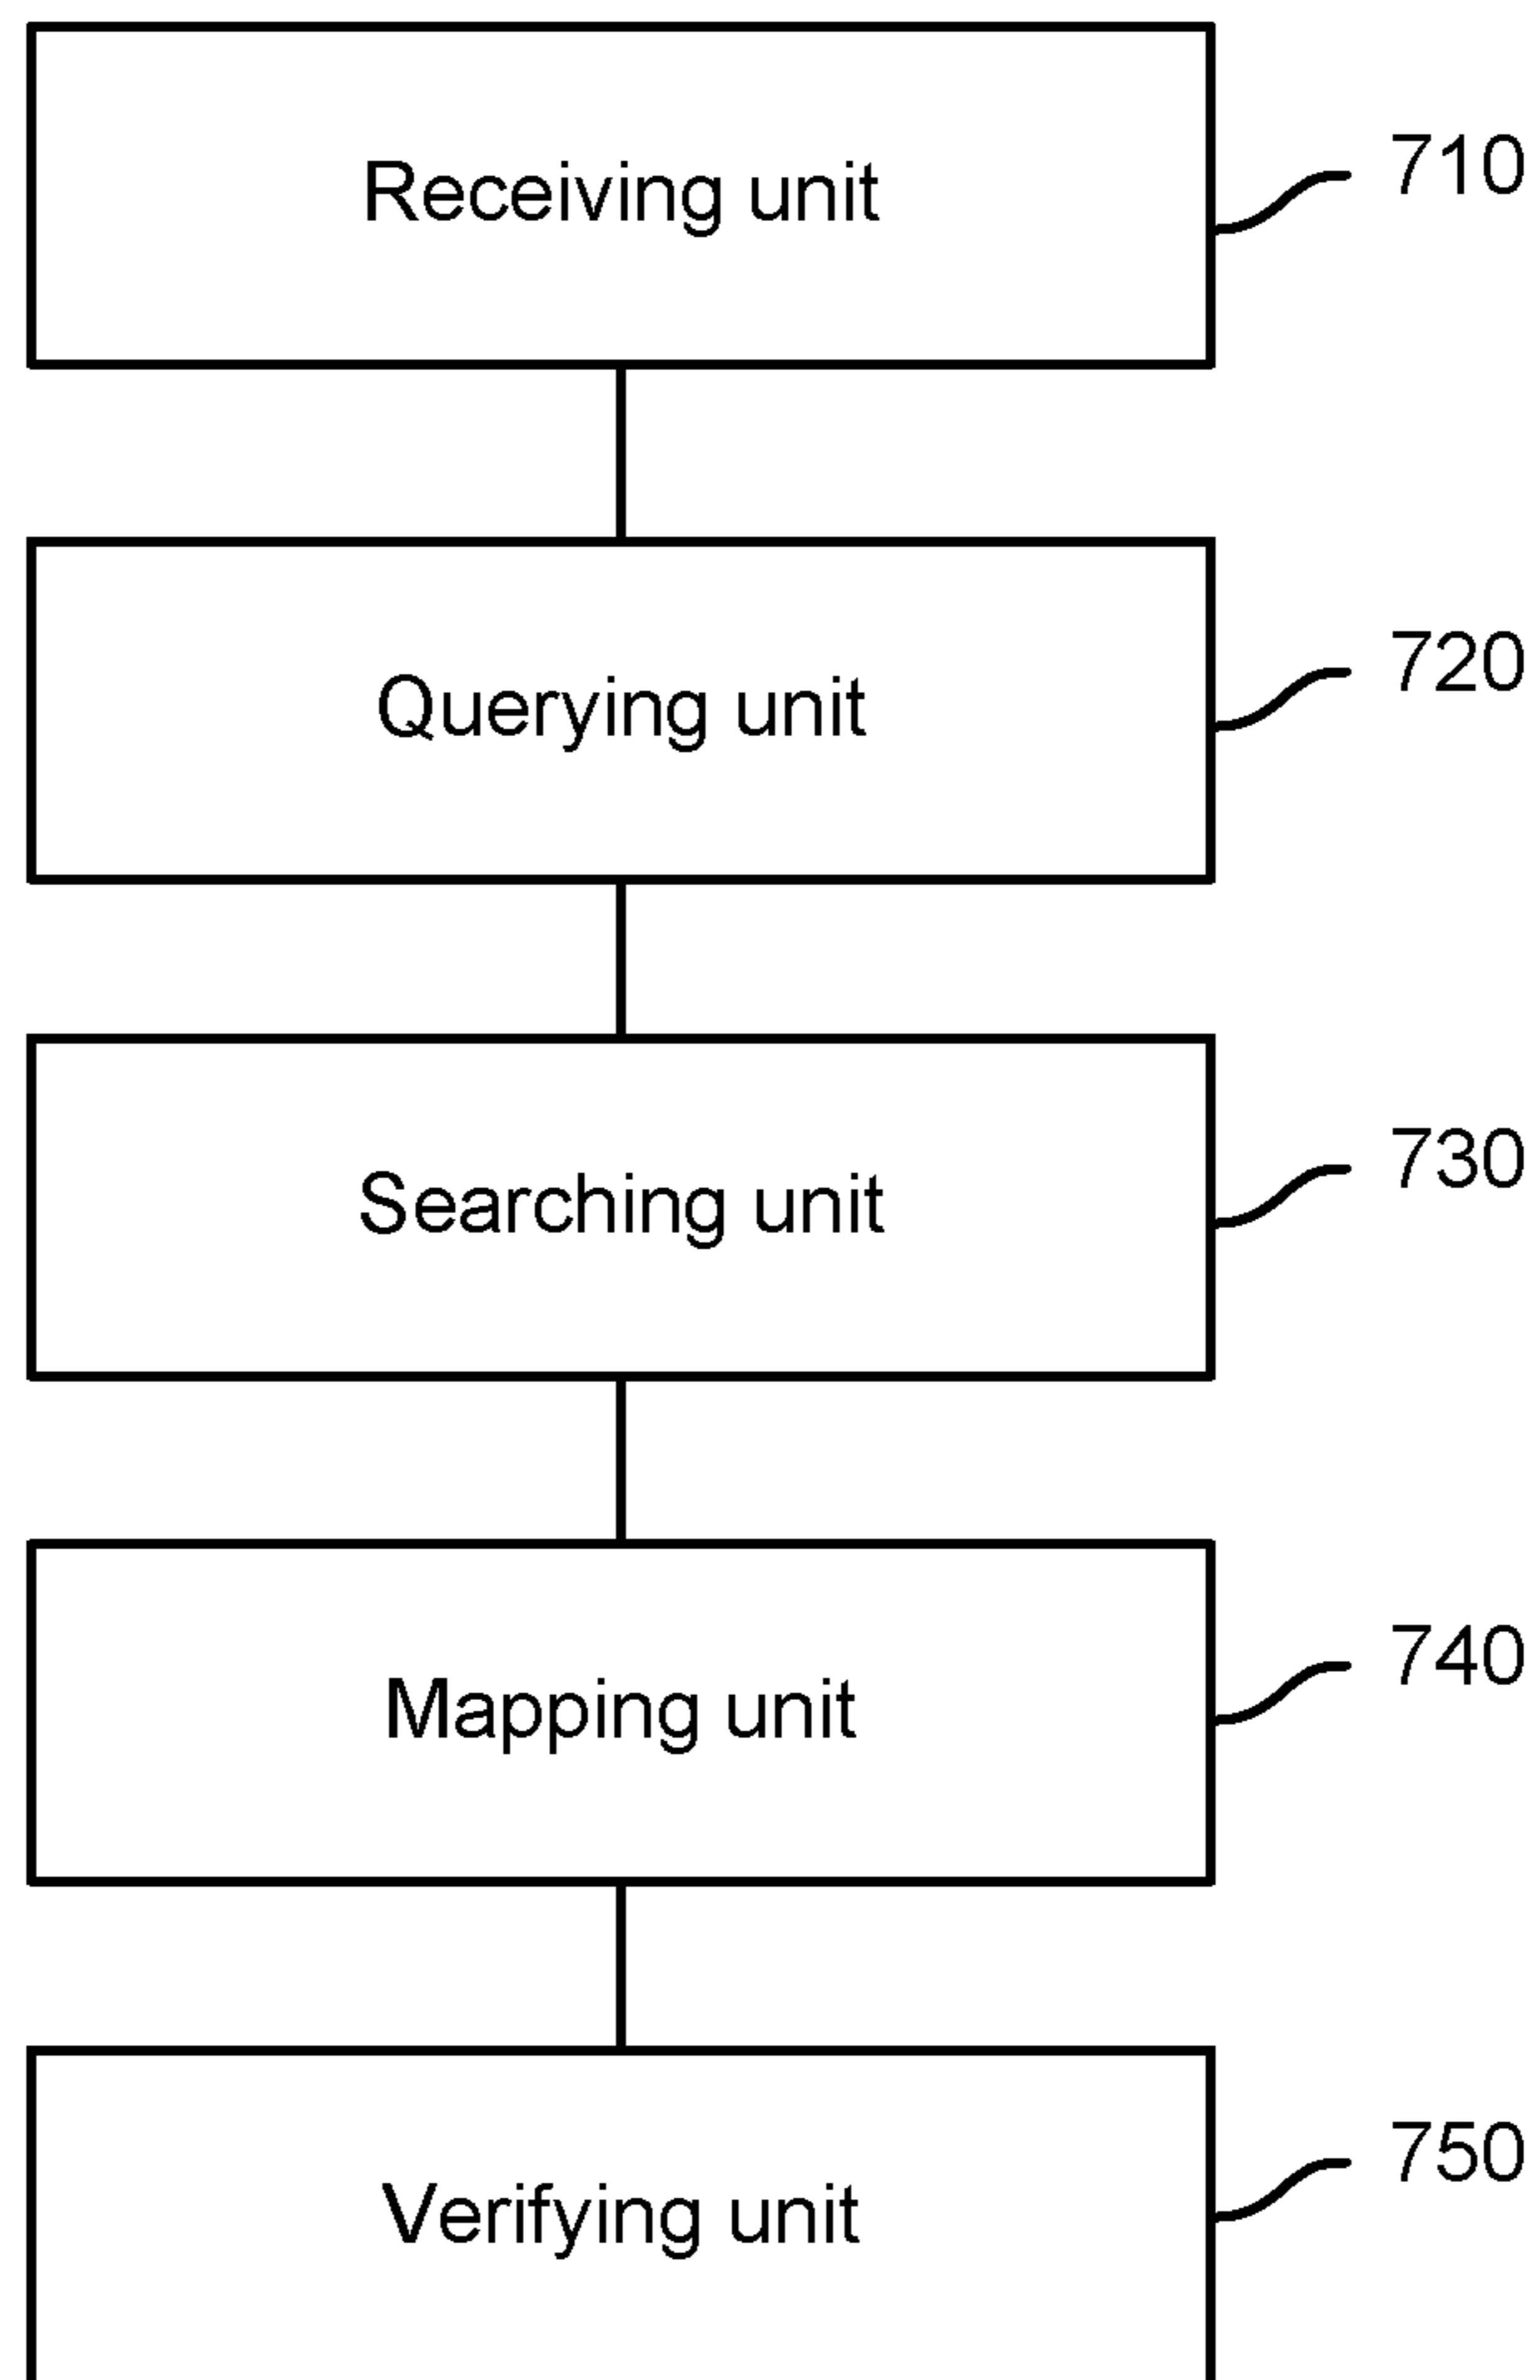 Receiving unit
710
Querying unit
720
Searching unit
730
Mapping unit
740
Verifying unit
750